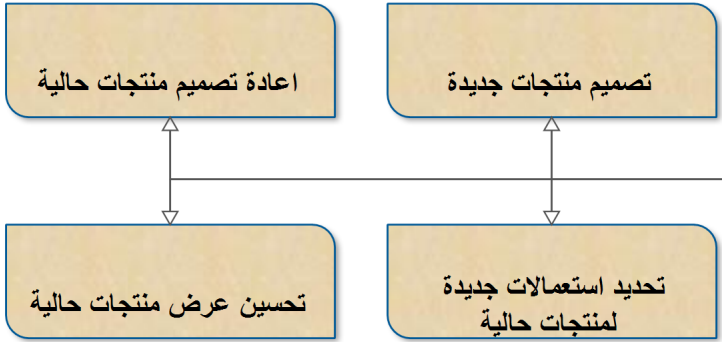 تصميم منتجات جديدة
اعادة تصميم منتجات حالية
تحديد استعمالات جديدة
لمنتجات حالية
تحسين عرض منتجات حالية